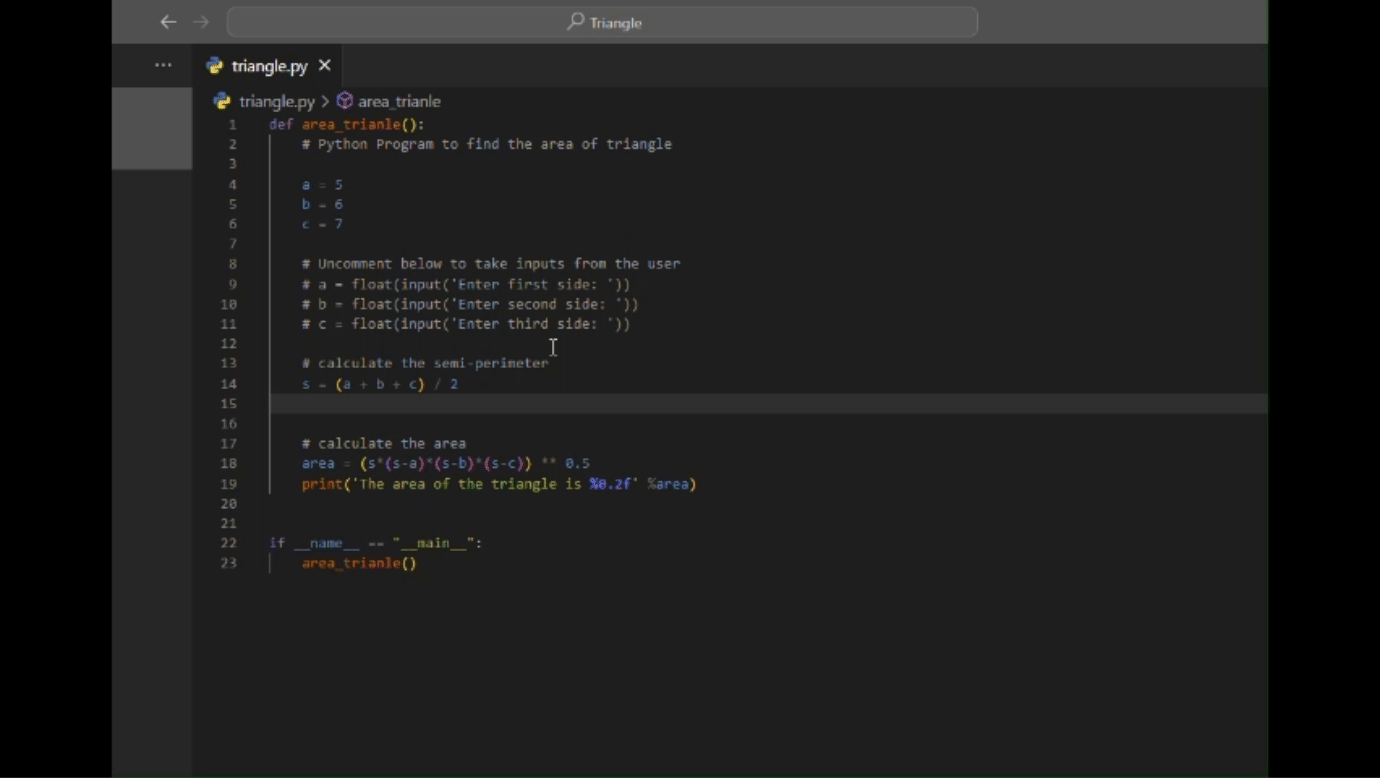 Triangle
...
triangle.py ×
triangle.py > area_trianle
1 def area_trianle():
2 # Python Program to find the area of triangle
3
4 a = 5
5 b = 6
6 c = 7
7
8 # Uncomment below to take inputs from the user
9 # a = float(input('Enter first side: '))
10 # b = float(input('Enter second side: '))
11 # c = float(input('Enter third side: '))
12
13 # calculate the semi-perimeter
14 s = (a + b + c) / 2
15
16
17 # calculate the area
18 area = (s*(s-a)*(s-b)*(s-c)) ** 0.5
19 print('The area of the triangle is %0.2f' %area)
20
21
22 if __name__ == "__main__":
23 area_trianle()